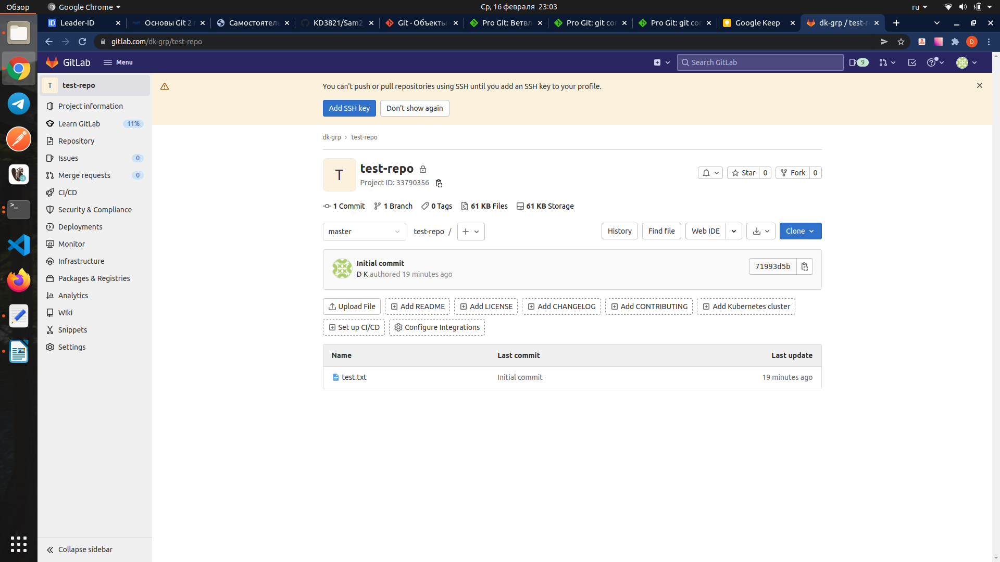 Обзор
Google Chrome
Ср, 16 февраля 23:03
ru
ID Leader-ID
Основы Git 2
Самостоятель
KD3821/Sam2
Git - Объекты
Pro Git: Ветвл
Pro Git: git co
Pro Git: git co
Google Keep
dk-grp / test-r
gitlab.com/dk-grp/test-repo
D
GitLab
Menu
Search GitLab
9
T test-repo
Project information
Learn GitLab 11%
Repository
Issues 0
Merge requests 0
CI/CD
Security & Compliance
Deployments
Monitor
Infrastructure
Packages & Registries
Analytics
Wiki
Snippets
Settings
Collapse sidebar
You can't push or pull repositories using SSH until you add an SSH key to your profile.
Add SSH key Don't show again
dk-grp › test-repo
T
test-repo
Project ID: 33790356
Star 0 Fork 0
1 Commit 1 Branch 0 Tags 61 KB Files 61 KB Storage
master test-repo / + History Find file Web IDE Clone
Initial commit
D K authored 19 minutes ago
71993d5b
Upload File Add README Add LICENSE Add CHANGELOG Add CONTRIBUTING Add Kubernetes cluster
Set up CI/CD Configure Integrations
Name Last commit Last update
test.txt Initial commit 19 minutes ago